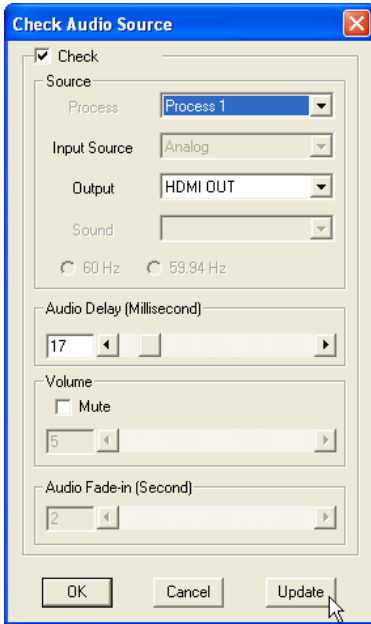 Check Audio Source
Check
Source
Process Process 1
Input Source Analog
Output HDMI OUT
Sound
60 Hz 59.94 Hz
Audio Delay (Millisecond)
17
Volume
Mute
5
Audio Fade-in (Second)
2
OK Cancel Update